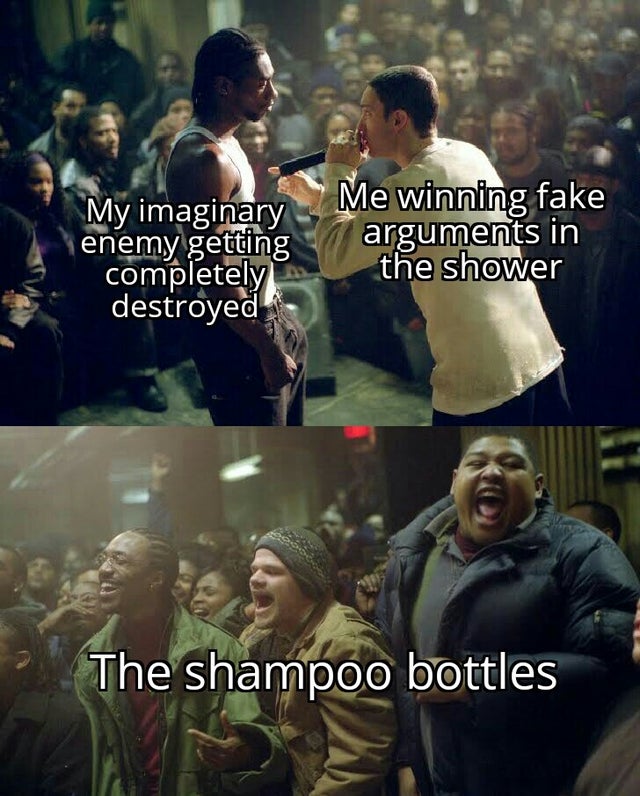 My imaginary
enemy getting
completely
destroyed
Me winning fake
arguments in
the shower
The shampoo bottles